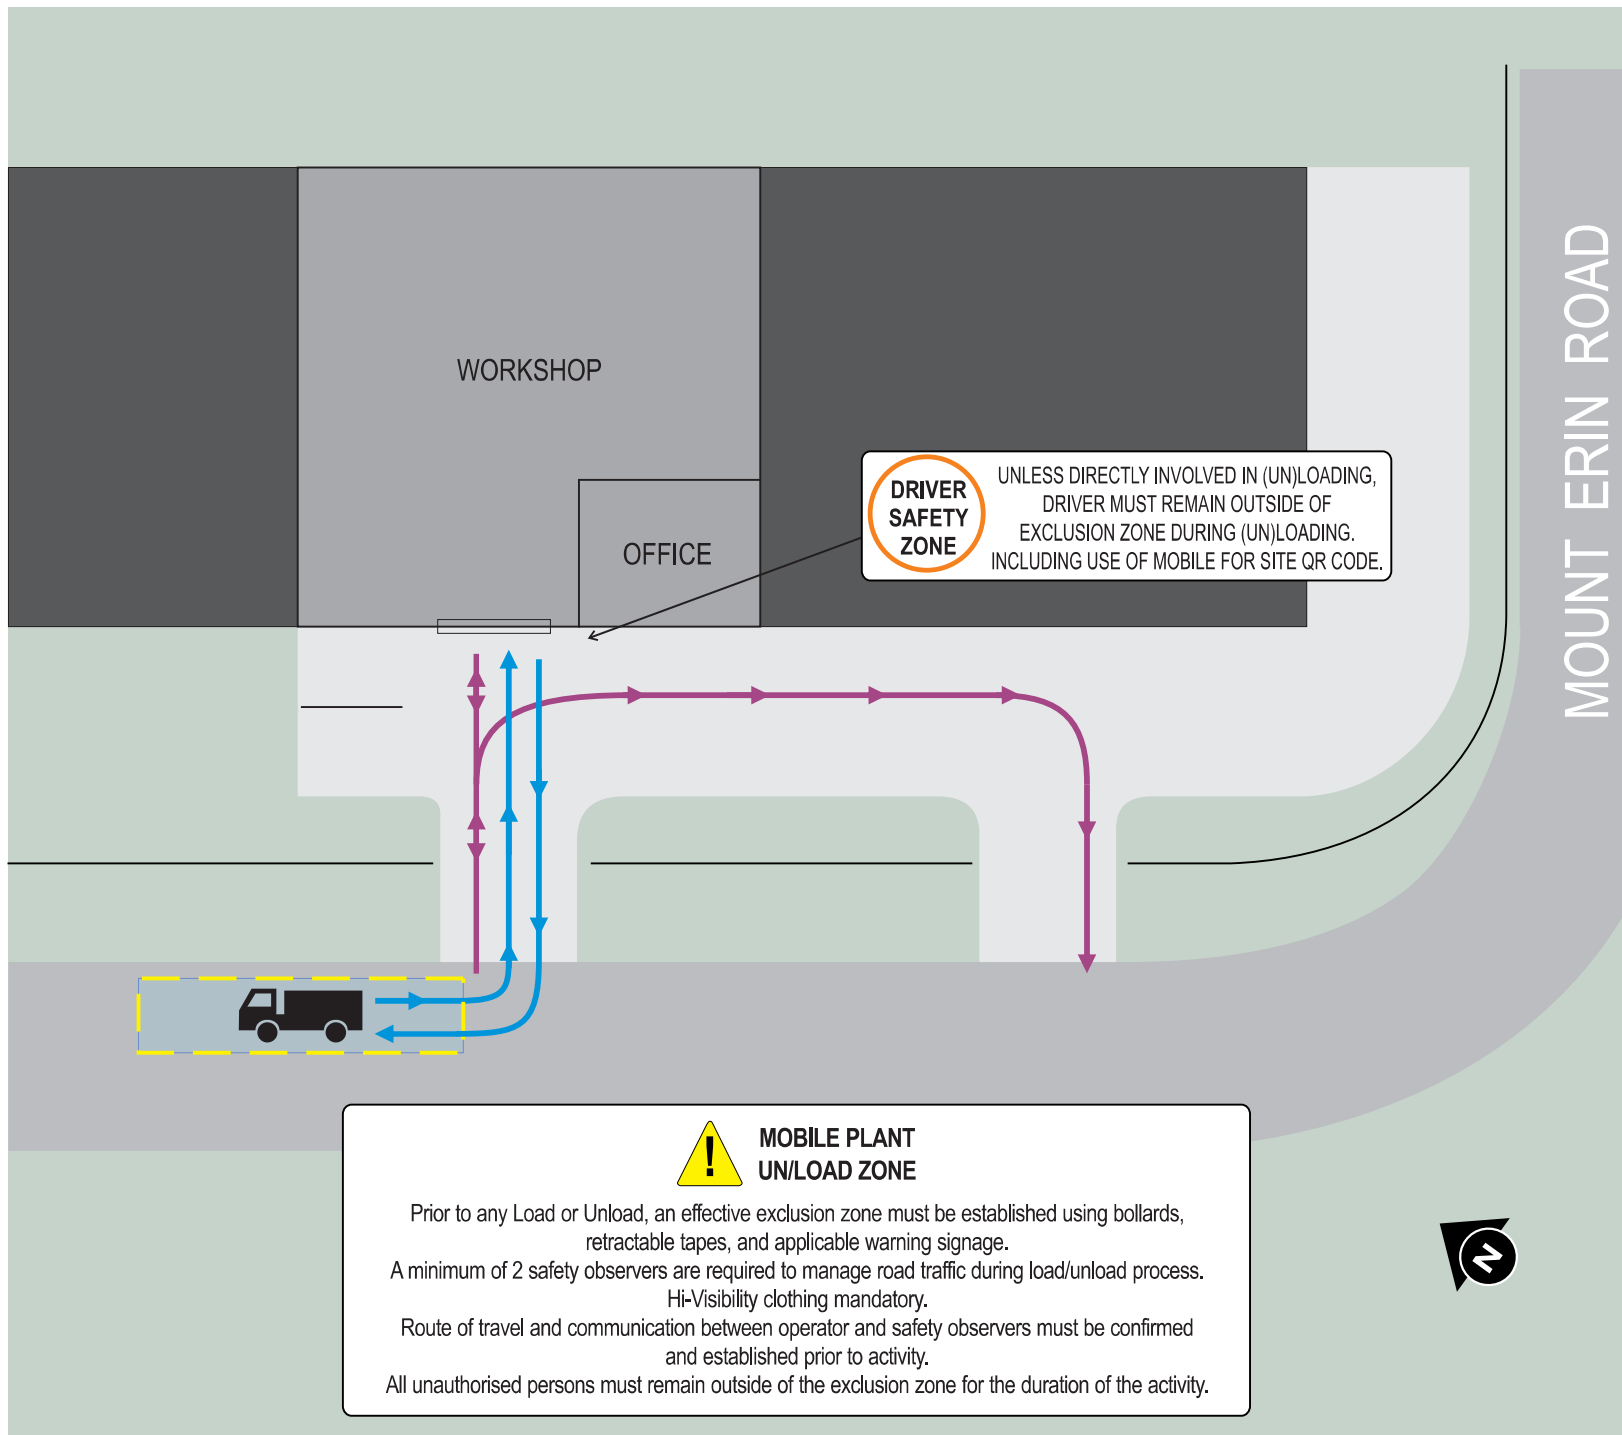 WORKSHOP
OFFICE
DRIVER
SAFETY
ZONE
UNLESS DIRECTLY INVOLVED IN (UN)LOADING,
DRIVER MUST REMAIN OUTSIDE OF
EXCLUSION ZONE DURING (UN)LOADING.
INCLUDING USE OF MOBILE FOR SITE QR CODE.
MOUNT ERIN ROAD
!
MOBILE PLANT
UN/LOAD ZONE
Prior to any Load or Unload, an effective exclusion zone must be established using bollards,
retractable tapes, and applicable warning signage.
A minimum of 2 safety observers are required to manage road traffic during load/unload process.
Hi-Visibility clothing mandatory.
Route of travel and communication between operator and safety observers must be confirmed
and established prior to activity.
All unauthorised persons must remain outside of the exclusion zone for the duration of the activity.
N